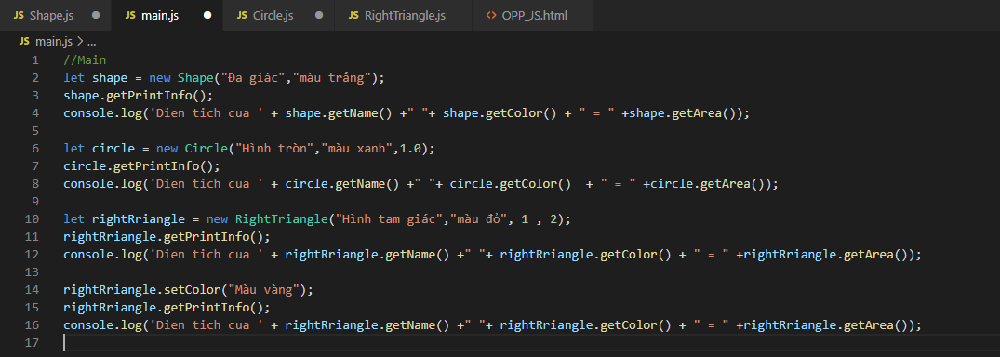 JS Shape.js JS main.js JS Circle.js JS RightTriangle.js <> OPP_JS.html
JS main.js > ...
1 //Main
2 let shape = new Shape("Đa giác","màu trắng");
3 shape.getPrintInfo();
4 console.log('Dien tich cua ' + shape.getName() +" "+ shape.getColor() + " = " +shape.getArea());
5
6 let circle = new Circle("Hình tròn","màu xanh",1.0);
7 circle.getPrintInfo();
8 console.log('Dien tich cua ' + circle.getName() +" "+ circle.getColor()  + " = " +circle.getArea());
9
10 let rightRriangle = new RightTriangle("Hình tam giác","màu đỏ", 1 , 2);
11 rightRriangle.getPrintInfo();
12 console.log('Dien tich cua ' + rightRriangle.getName() +" "+ rightRriangle.getColor() + " = " +rightRriangle.getArea());
13
14 rightRriangle.setColor("Màu vàng");
15 rightRriangle.getPrintInfo();
16 console.log('Dien tich cua ' + rightRriangle.getName() +" "+ rightRriangle.getColor() + " = " +rightRriangle.getArea());
17